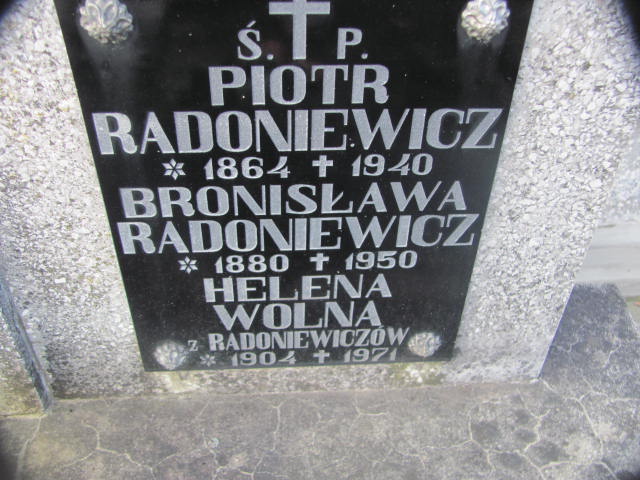 Ś. P.
PIOTR
RADONIEWICZ
* 1864 ✝ 1940
BRONISŁAWA
RADONIEWICZ
* 1880 ✝ 1950
HELENA
WOLNA
z RADONIEWICZÓW
* 1904 ✝ 1971